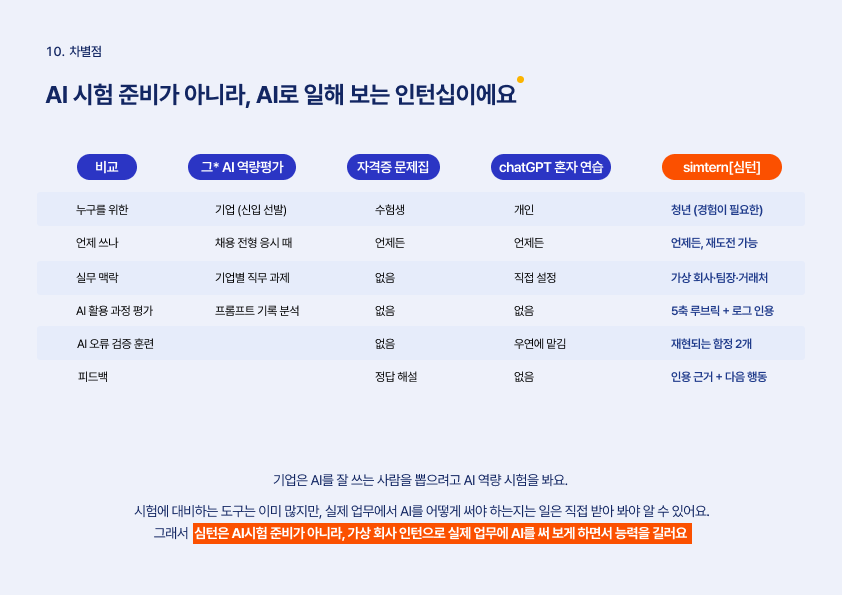 10. 차별점
AI 시험 준비가 아니라, AI로 일해 보는 인턴십이에요
비교 그* AI 역량평가 자격증 문제집 chatGPT 혼자 연습 simtern[심턴]
누구를 위한 기업 (신입 선발) 수험생 개인 청년 (경험이 필요한)
언제 쓰나 채용 전형 응시 때 언제든 언제든 언제든, 재도전 가능
실무 맥락 기업별 직무 과제 없음 직접 설정 가상 회사·팀장·거래처
AI 활용 과정 평가 프롬프트 기록 분석 없음 없음 5축 루브릭 + 로그 인용
AI 오류 검증 훈련 없음 우연에 맡김 재현되는 함정 2개
피드백 정답 해설 없음 인용 근거 + 다음 행동
기업은 AI를 잘 쓰는 사람을 뽑으려고 AI 역량 시험을 봐요.
시험에 대비하는 도구는 이미 많지만, 실제 업무에서 AI를 어떻게 써야 하는지는 일은 직접 받아 봐야 알 수 있어요.
그래서 심턴은 AI시험 준비가 아니라, 가상 회사 인턴으로 실제 업무에 AI를 써 보게 하면서 능력을 길러요